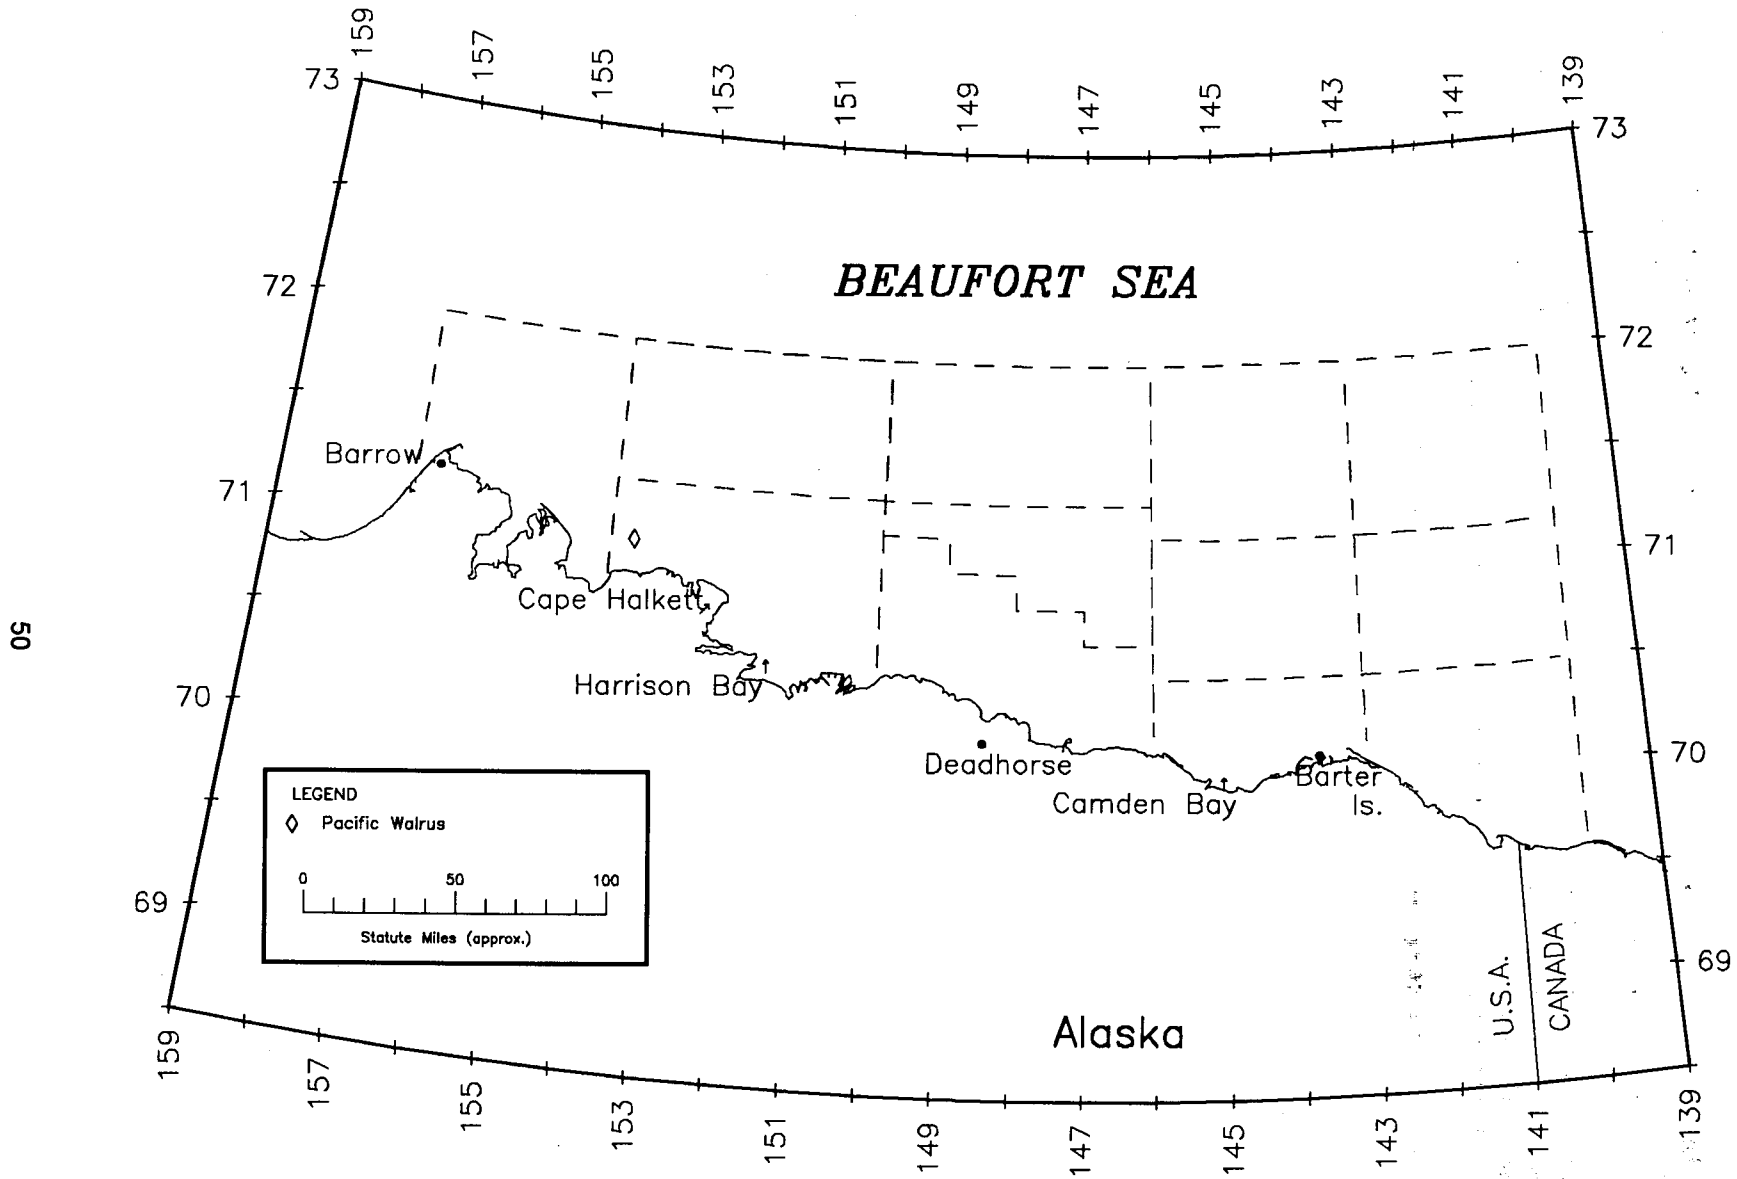 159
157
155
153
151
149
147
145
143
141
139
73
73
BEAUFORT SEA
72
72
Barrow
71
71
Cape Halkett
50
Harrison Bay
70
70
Deadhorse
Barter
Is.
Camden Bay
LEGEND
Pacific Walrus
0 50 100
Statute Miles (approx.)
69
69
U.S.A.
CANADA
Alaska
159
157
155
153
151
149
147
145
143
141
139